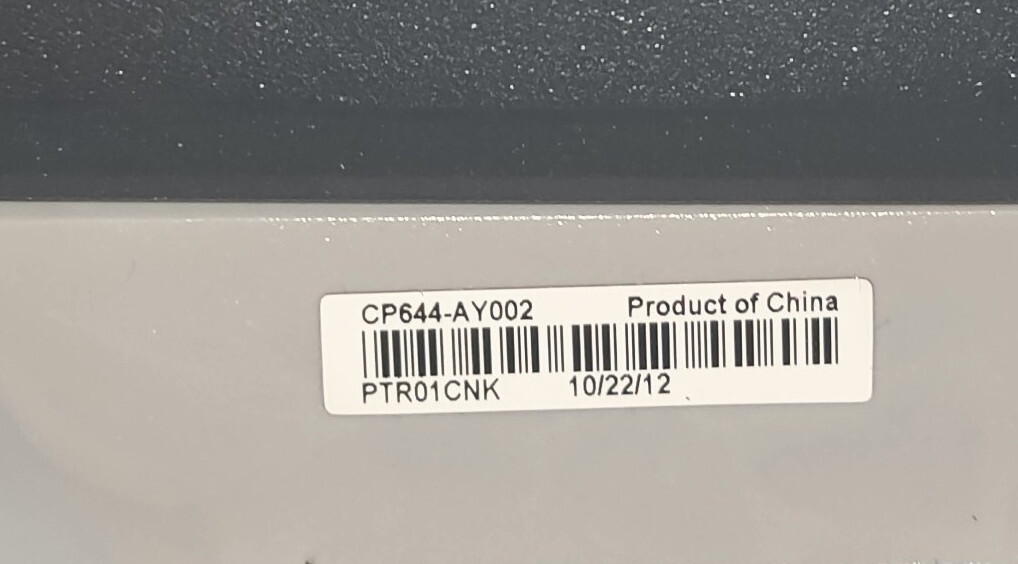 CP644-AY002 Product of China
PTR01CNK 10/22/12